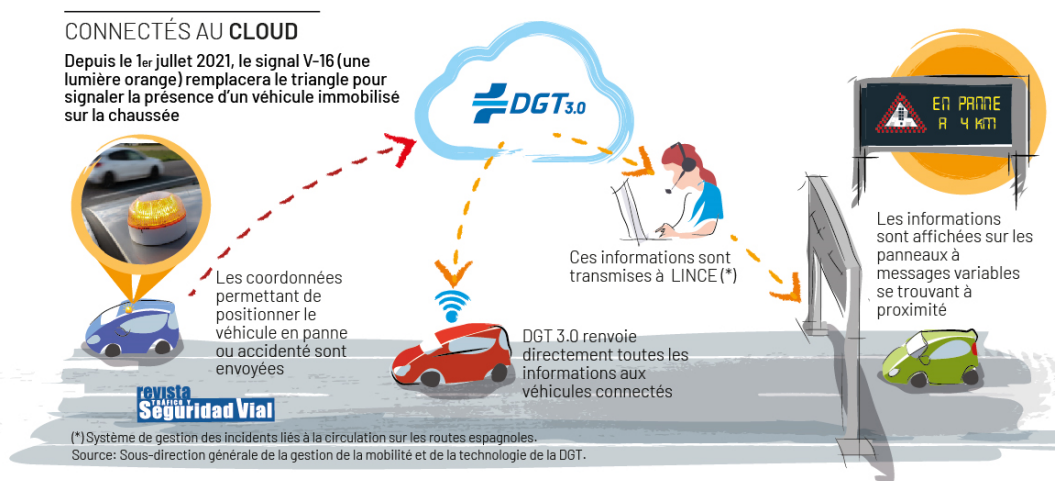 CONNECTÉS AU CLOUD
Depuis le 1er jullet 2021, le signal V-16 (une
lumière orange) remplacera le triangle pour
signaler la présence d'un véhicule immobilisé
sur la chaussée
DGT 3.0
EN PANNE
A 4 KM
Les coordonnées
permettant de
positionner le
véhicule en panne
ou accidenté sont
envoyées
Ces informations sont
transmises à LINCE (*)
Les informations
sont affichées sur les
panneaux à
messages variables
se trouvant à
proximité
DGT 3.0 renvoie
directement toutes les
informations aux
véhicules connectés
revista
TRÁFICO Y
Seguridad Vial
(*) Système de gestion des incidents liés à la circulation sur les routes espagnoles.
Source: Sous-direction générale de la gestion de la mobilité et de la technologie de la DGT.